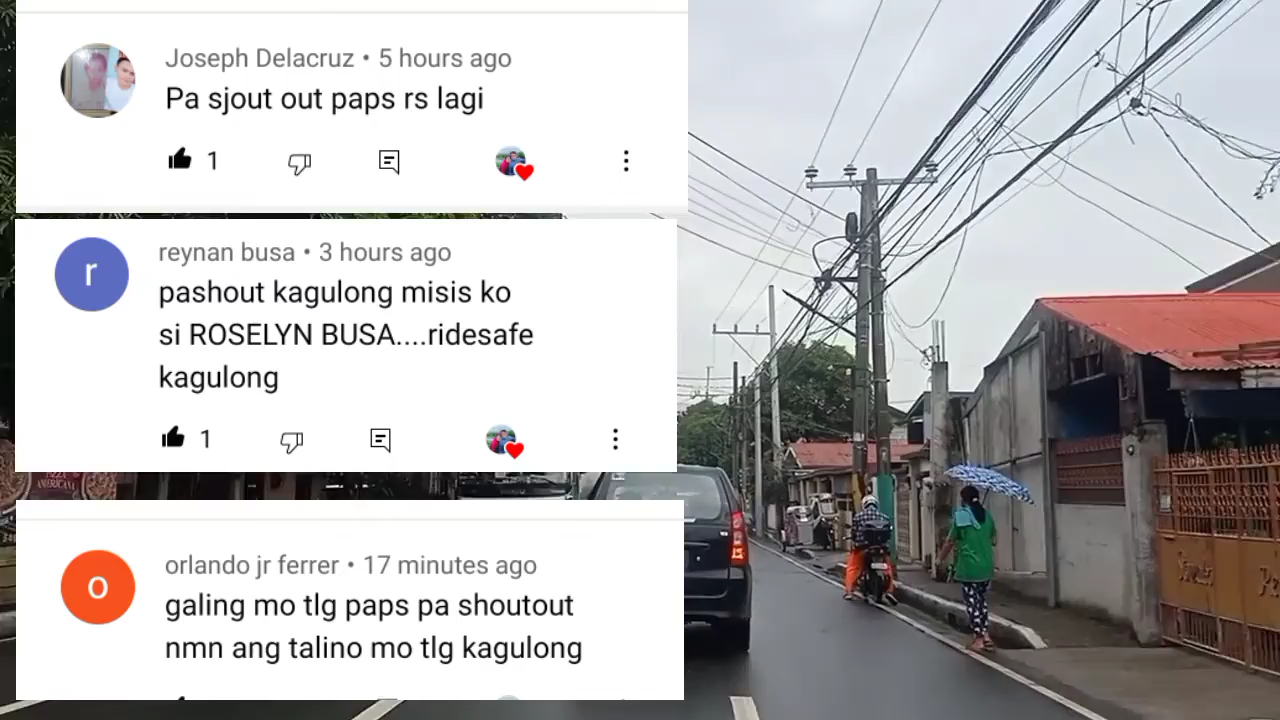 Joseph Delacruz • 5 hours ago
Pa sjout out paps rs lagi
1
reynan busa • 3 hours ago
pashout kagulong misis ko
si ROSELYN BUSA....ridesafe
kagulong
1
orlando jr ferrer • 17 minutes ago
galing mo tlg paps pa shoutout
nmn ang talino mo tlg kagulong
AMERICANA